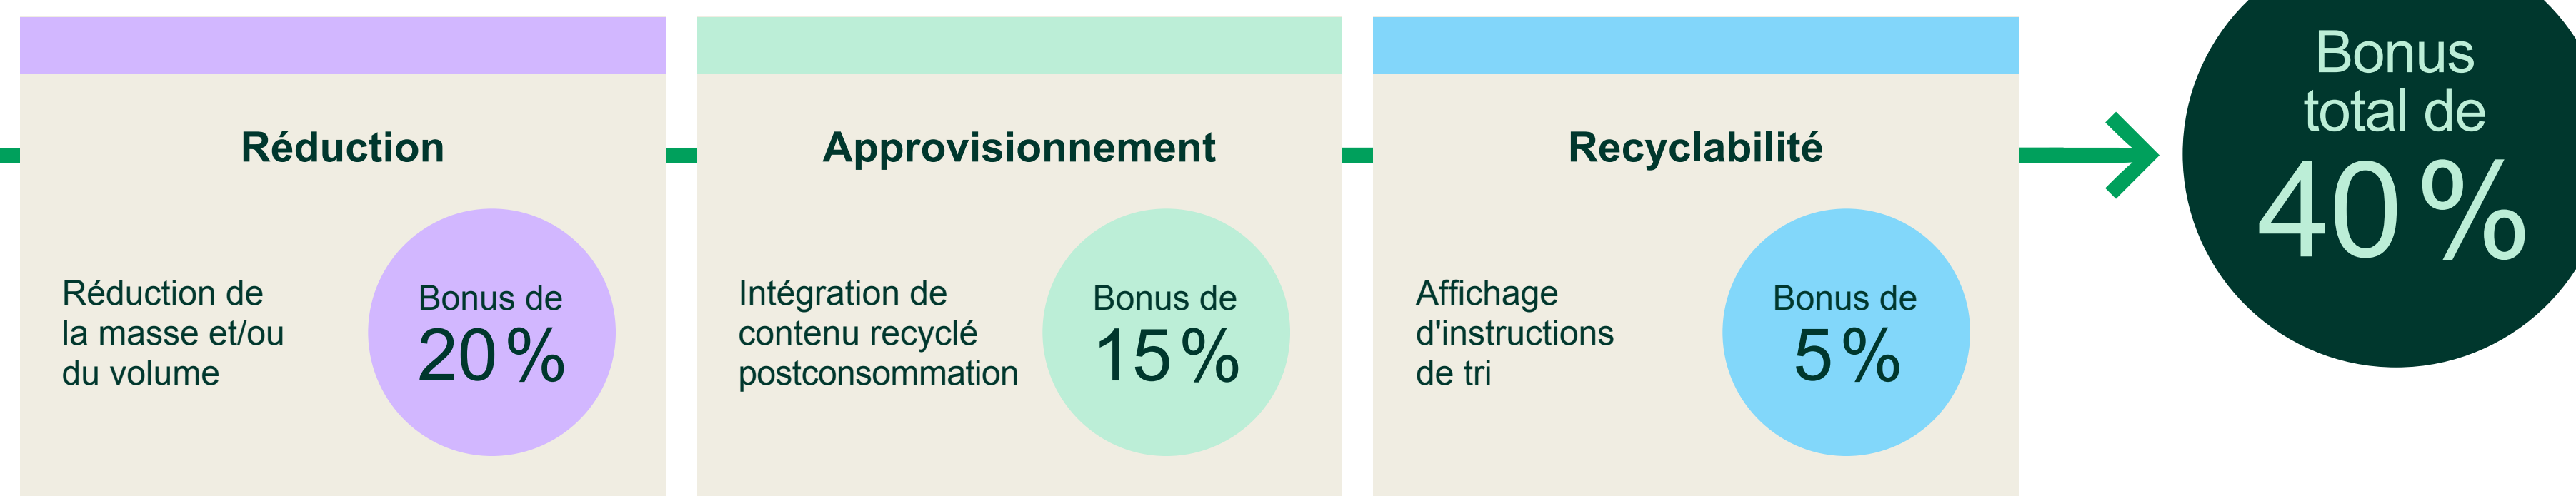 Réduction
Réduction de
la masse et/ou
du volume
Bonus de
20 %
Approvisionnement
Intégration de
contenu recyclé
postconsommation
Bonus de
15 %
Recyclabilité
Affichage
d'instructions
de tri
Bonus de
5 %
Bonus
total de
40 %